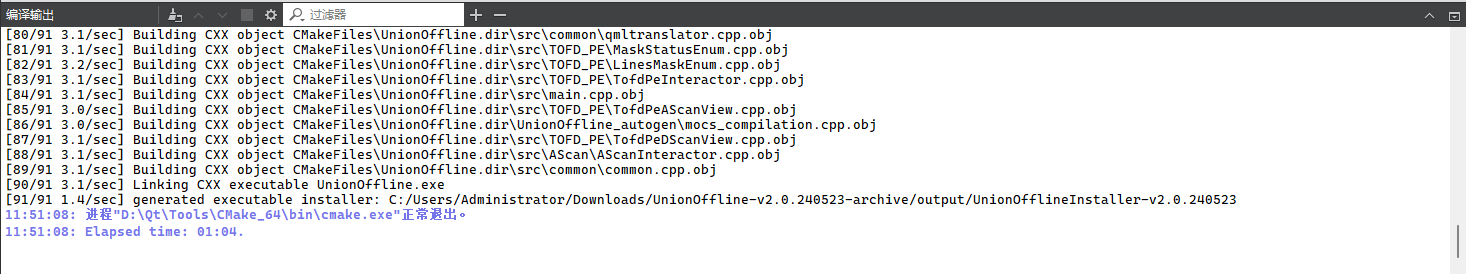 编译输出 过滤器
[80/91 3.1/sec] Building CXX object CMakeFiles\UnionOffline.dir\src\common\qmltranslator.cpp.obj
[81/91 3.1/sec] Building CXX object CMakeFiles\UnionOffline.dir\src\TOFD_PE\MaskStatusEnum.cpp.obj
[82/91 3.2/sec] Building CXX object CMakeFiles\UnionOffline.dir\src\TOFD_PE\LinesMaskEnum.cpp.obj
[83/91 3.1/sec] Building CXX object CMakeFiles\UnionOffline.dir\src\TOFD_PE\TofdPeInteractor.cpp.obj
[84/91 3.1/sec] Building CXX object CMakeFiles\UnionOffline.dir\src\main.cpp.obj
[85/91 3.0/sec] Building CXX object CMakeFiles\UnionOffline.dir\src\TOFD_PE\TofdPeAScanView.cpp.obj
[86/91 3.0/sec] Building CXX object CMakeFiles\UnionOffline.dir\UnionOffline_autogen\mocs_compilation.cpp.obj
[87/91 3.1/sec] Building CXX object CMakeFiles\UnionOffline.dir\src\TOFD_PE\TofdPeDScanView.cpp.obj
[88/91 3.1/sec] Building CXX object CMakeFiles\UnionOffline.dir\src\AScan\AScanInteractor.cpp.obj
[89/91 3.1/sec] Building CXX object CMakeFiles\UnionOffline.dir\src\common\common.cpp.obj
[90/91 3.1/sec] Linking CXX executable UnionOffline.exe
[91/91 1.4/sec] generated executable installer: C:/Users/Administrator/Downloads/UnionOffline-v2.0.240523-archive/output/UnionOfflineInstaller-v2.0.240523
11:51:08: 进程"D:\Qt\Tools\CMake_64\bin\cmake.exe"正常退出。
11:51:08: Elapsed time: 01:04.